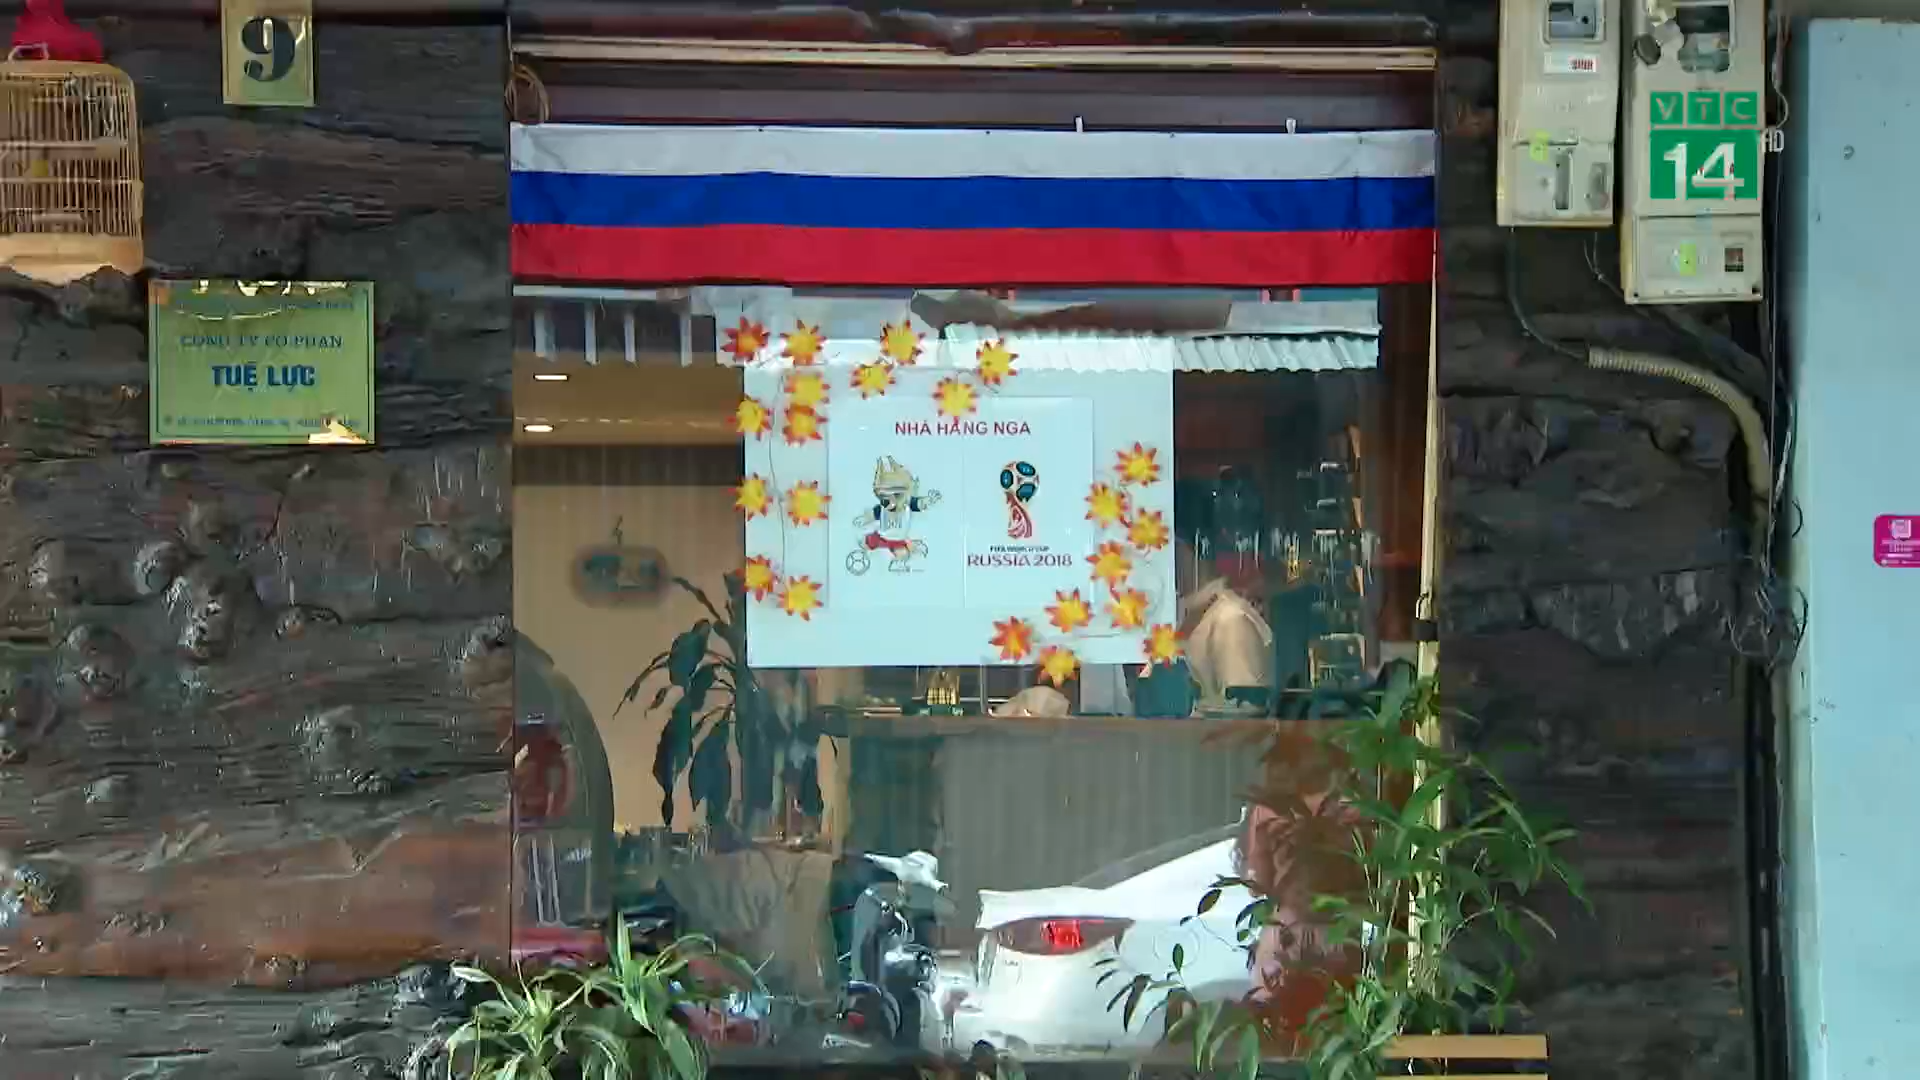 9
VTC
14
HD
CÔNG TY CỔ PHẦN
TUỆ LỰC
NHÀ HÀNG NGA
FIFA WORLD CUP
RUSSIA 2018